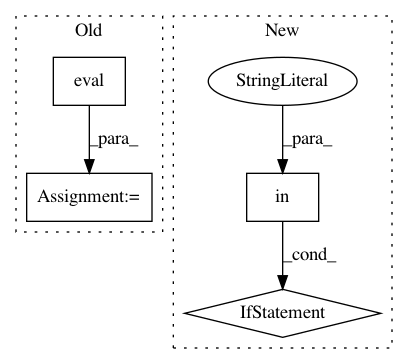 Old
New
eval
StringLiteral
_para_
_para_
Assignment:=
in
_cond_
IfStatement